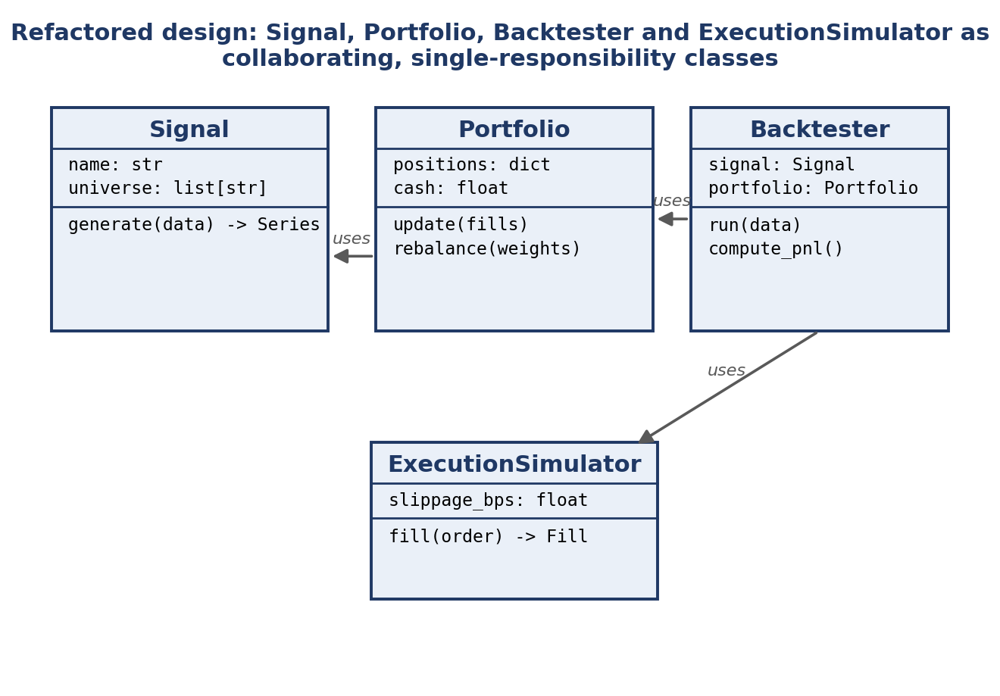 Refactored design: Signal, Portfolio, Backtester and ExecutionSimulator as
collaborating, single-responsibility classes
Signal
name: str
universe: list[str]
generate(data) -> Series
uses
Portfolio
positions: dict
cash: float
update(fills)
rebalance(weights)
uses
Backtester
signal: Signal
portfolio: Portfolio
run(data)
compute_pnl()
uses
ExecutionSimulator
slippage_bps: float
fill(order) -> Fill